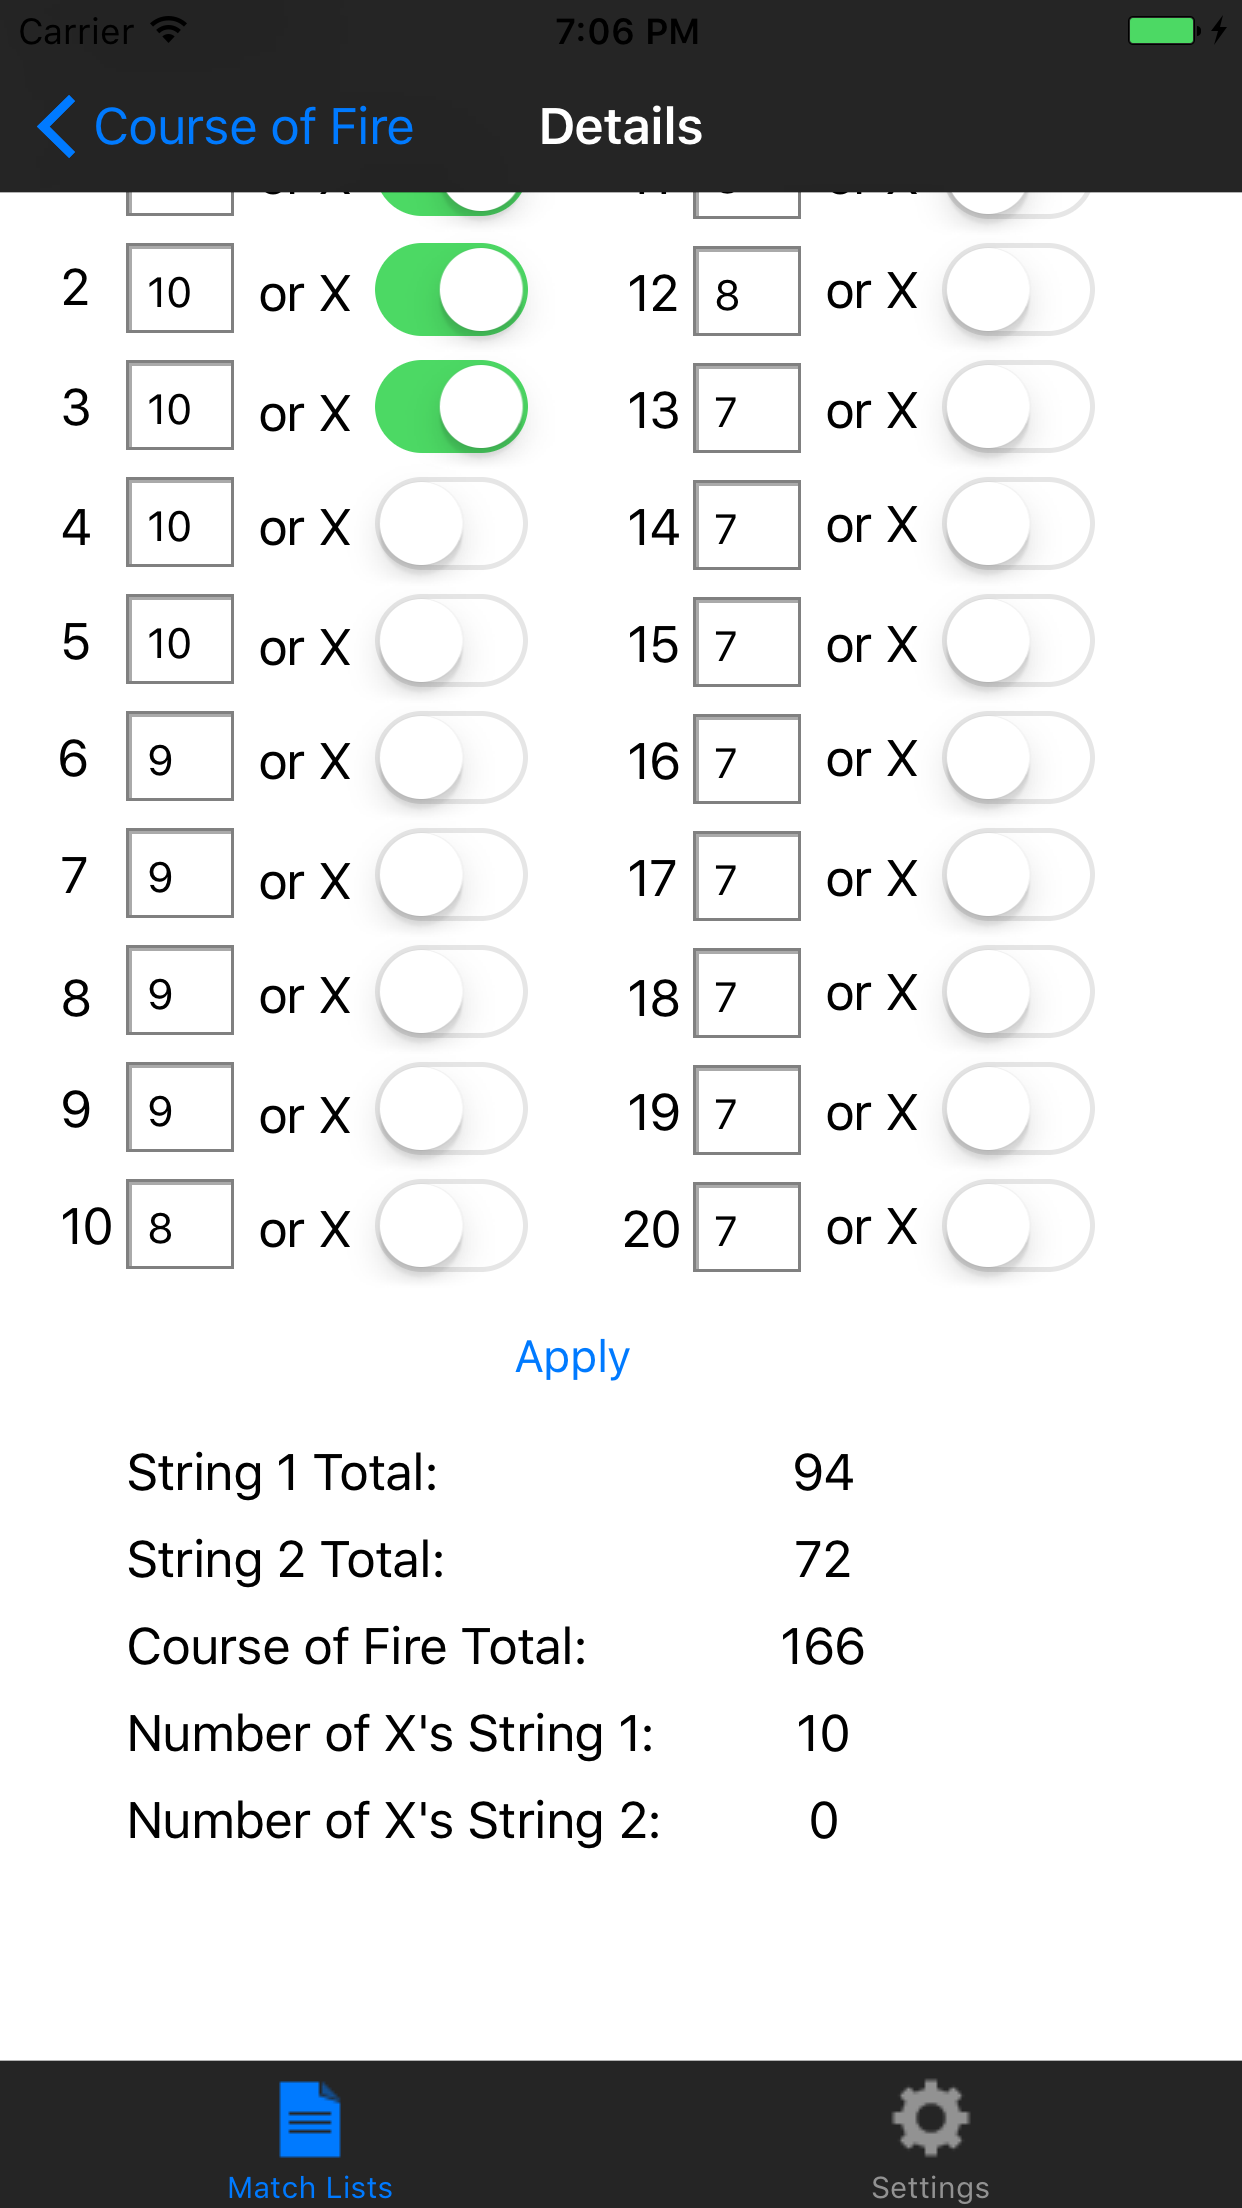 Carrier 7:06 PM
Course of Fire Details
2 10 or X 12 8 or X
3 10 or X 13 7 or X
4 10 or X 14 7 or X
5 10 or X 15 7 or X
6 9 or X 16 7 or X
7 9 or X 17 7 or X
8 9 or X 18 7 or X
9 9 or X 19 7 or X
10 8 or X 20 7 or X
Apply
String 1 Total: 94
String 2 Total: 72
Course of Fire Total: 166
Number of X's String 1: 10
Number of X's String 2: 0
Match Lists Settings